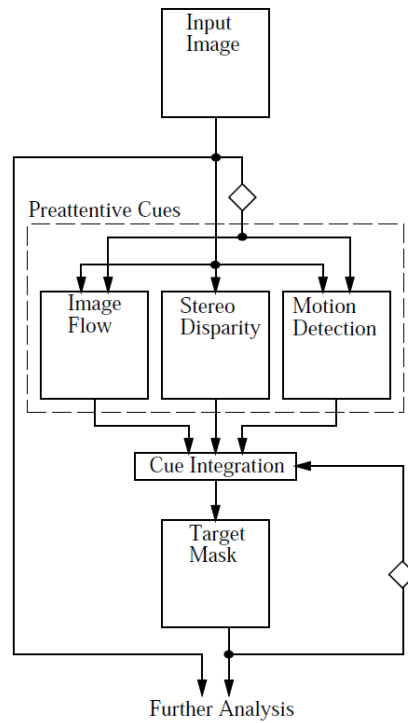 Input
Image
Preattentive Cues
Image
Flow
Stereo
Disparity
Motion
Detection
Cue Integration
Target
Mask
Further Analysis